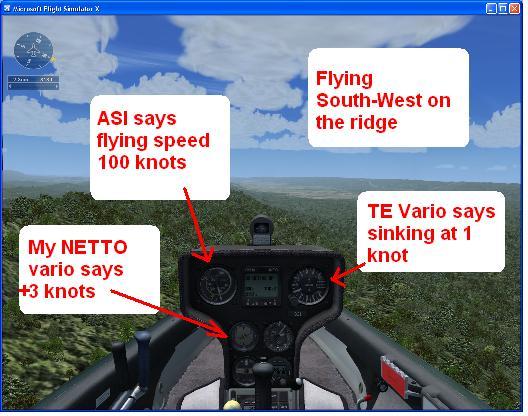 Microsoft Flight Simulator X
Flying
South-West on
the ridge
ASI says
flying speed
100 knots
TE Vario says
sinking at 1
knot
My NETTO
vario says
+3 knots